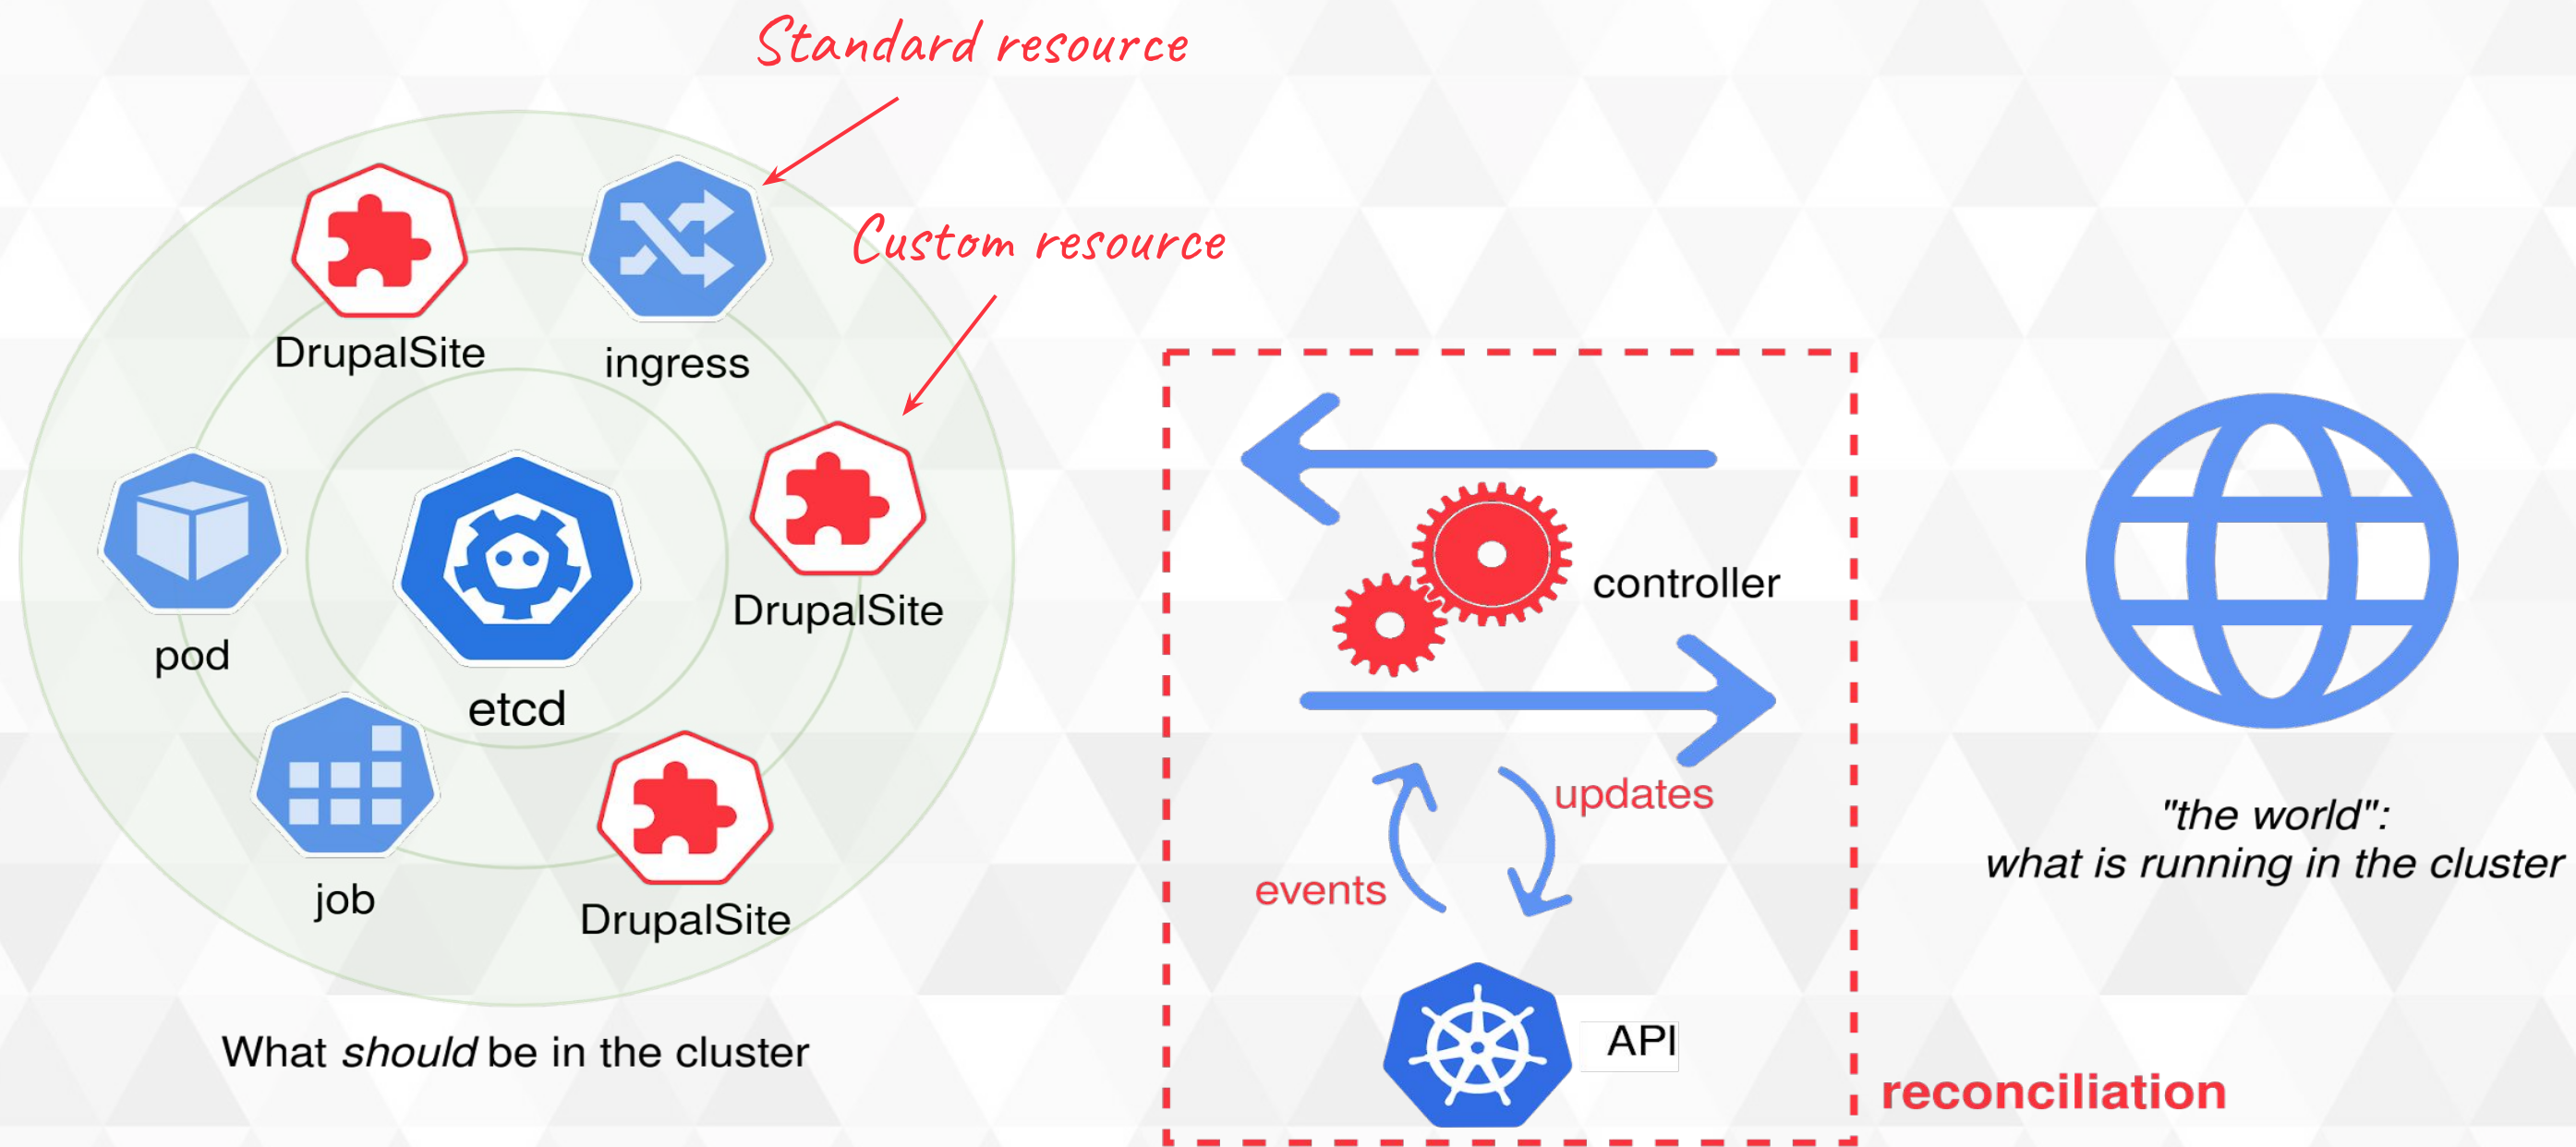 Standard resource
Custom resource
DrupalSite
ingress
DrupalSite
pod
etcd
job
DrupalSite
What should be in the cluster
controller
updates
events
API
reconciliation
"the world":
what is running in the cluster